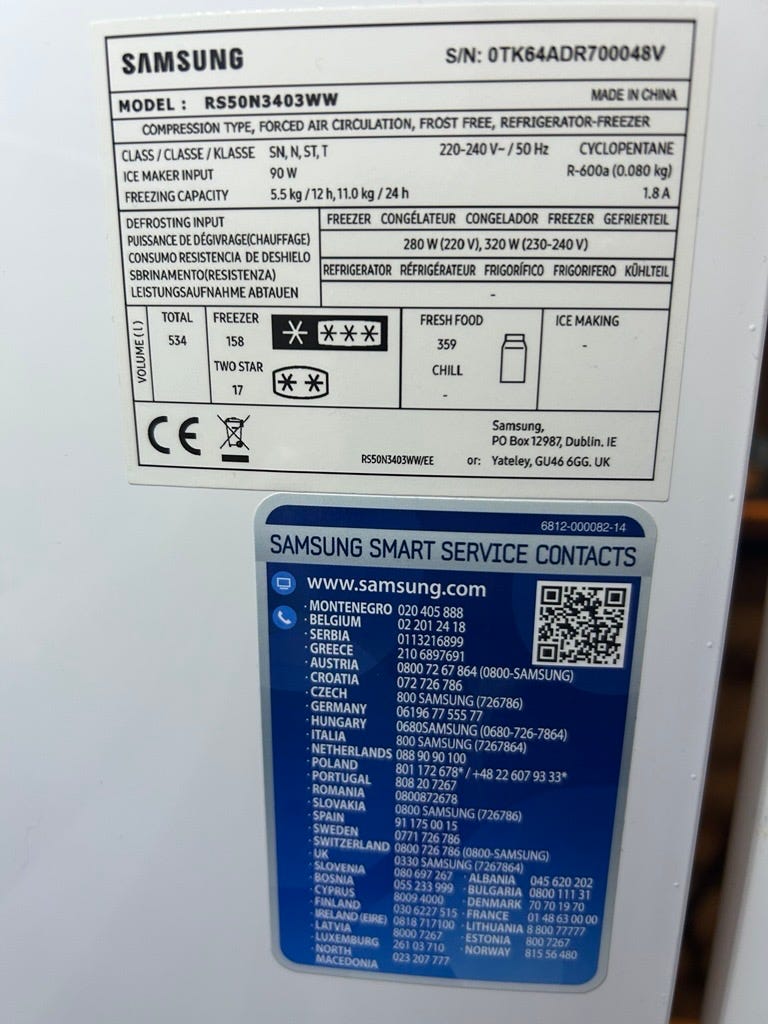 SAMSUNG S/N: 0TK64ADR700048V
MODEL : RS50N3403WW MADE IN CHINA
COMPRESSION TYPE, FORCED AIR CIRCULATION, FROST FREE, REFRIGERATOR-FREEZER
CLASS / CLASSE / KLASSE SN, N, ST, T 220-240 V~ / 50 Hz CYCLOPENTANE
ICE MAKER INPUT 90 W R-600a (0.080 kg)
FREEZING CAPACITY 5.5 kg / 12 h, 11.0 kg / 24 h 1.8 A
DEFROSTING INPUT
PUISSANCE DE DÉGIVRAGE(CHAUFFAGE)
CONSUMO RESISTENCIA DE DESHIELO
SBRINAMENTO(RESISTENZA)
LEISTUNGSAUFNAHME ABTAUEN
FREEZER CONGÉLATEUR CONGELADOR FREEZER GEFRIERTEIL
280 W (220 V), 320 W (230-240 V)
REFRIGERATOR RÉFRIGÉRATEUR FRIGORÍFICO FRIGORIFERO KÜHLTEIL
-
VOLUME ( l )
TOTAL
534
FREEZER
158
TWO STAR
17
FRESH FOOD
359
CHILL
-
ICE MAKING
-
CE
RS50N3403WW/EE
Samsung,
PO Box 12987, Dublin. IE
or: Yateley, GU46 6GG. UK
6812-000082-14
SAMSUNG SMART SERVICE CONTACTS
www.samsung.com
· MONTENEGRO 020 405 888
· BELGIUM 02 201 24 18
· SERBIA 0113216899
· GREECE 210 6897691
· AUSTRIA 0800 72 67 864 (0800-SAMSUNG)
· CROATIA 072 726 786
· CZECH 800 SAMSUNG (726786)
· GERMANY 06196 77 555 77
· HUNGARY 0680SAMSUNG (0680-726-7864)
· ITALIA 800 SAMSUNG (7267864)
· NETHERLANDS 088 90 90 100
· POLAND 801 172 678* / +48 22 607 93 33*
· PORTUGAL 808 20 7267
· ROMANIA 0800872678
· SLOVAKIA 0800 SAMSUNG (726786)
· SPAIN 91 175 00 15
· SWEDEN 0771 726 786
· SWITZERLAND 0800 726 786 (0800-SAMSUNG)
· UK 0330 SAMSUNG (7267864)
· SLOVENIA 080 697 267 · ALBANIA 045 620 202
· BOSNIA 055 233 999 · BULGARIA 0800 111 31
· CYPRUS 8009 4000 · DENMARK 70 70 19 70
· FINLAND 030 6227 515 · FRANCE 01 48 63 00 00
· IRELAND (EIRE) 0818 717100 · LITHUANIA 8 800 77777
· LATVIA 8000 7267 · ESTONIA 800 7267
· LUXEMBURG 261 03 710 · NORWAY 815 56 480
· NORTH
MACEDONIA 023 207 777